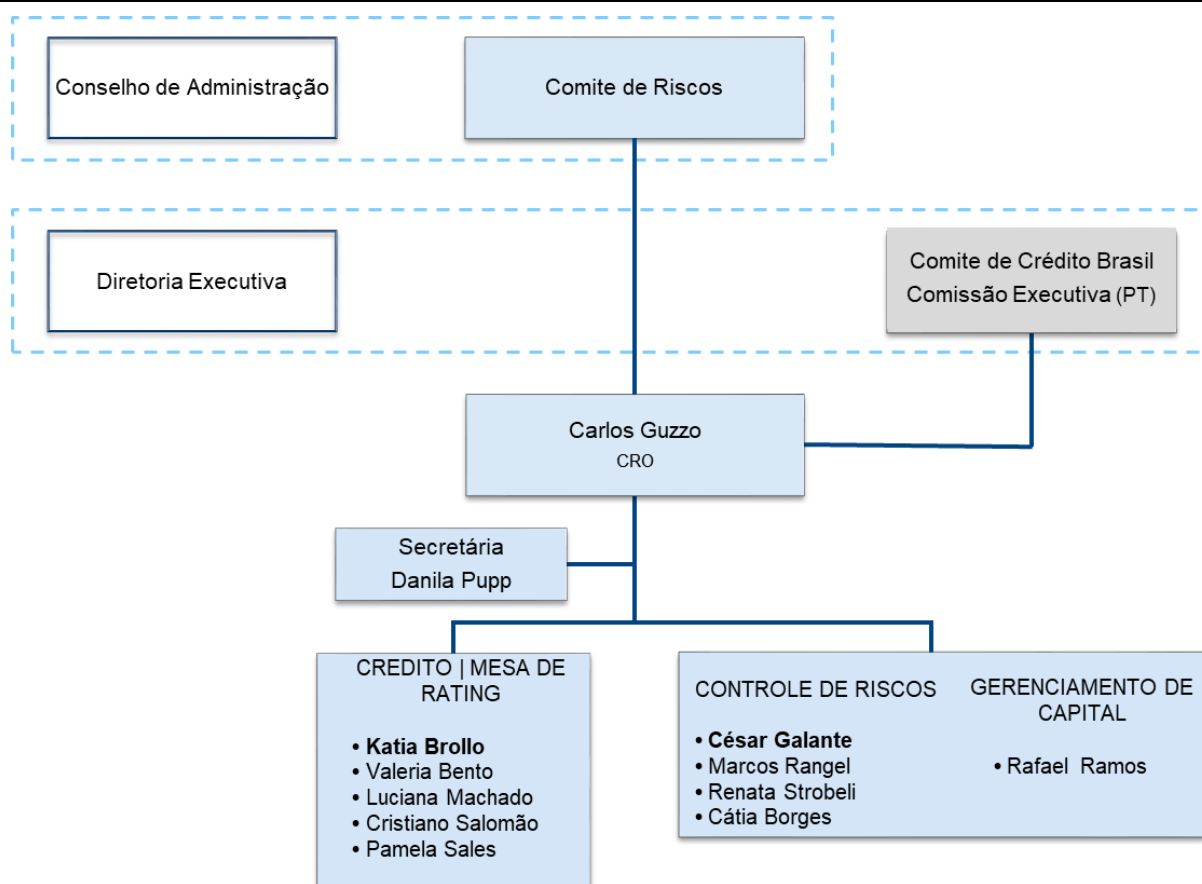 Conselho de Administração
Comite de Riscos
Diretoria Executiva
Comite de Crédito Brasil
Comissão Executiva (PT)
Carlos Guzzo
CRO
Secretária
Danila Pupp
CREDITO | MESA DE
RATING
• Katia Brollo
• Valeria Bento
• Luciana Machado
• Cristiano Salomão
• Pamela Sales
CONTROLE DE RISCOS
• César Galante
• Marcos Rangel
• Renata Strobeli
• Cátia Borges
GERENCIAMENTO DE
CAPITAL
• Rafael Ramos